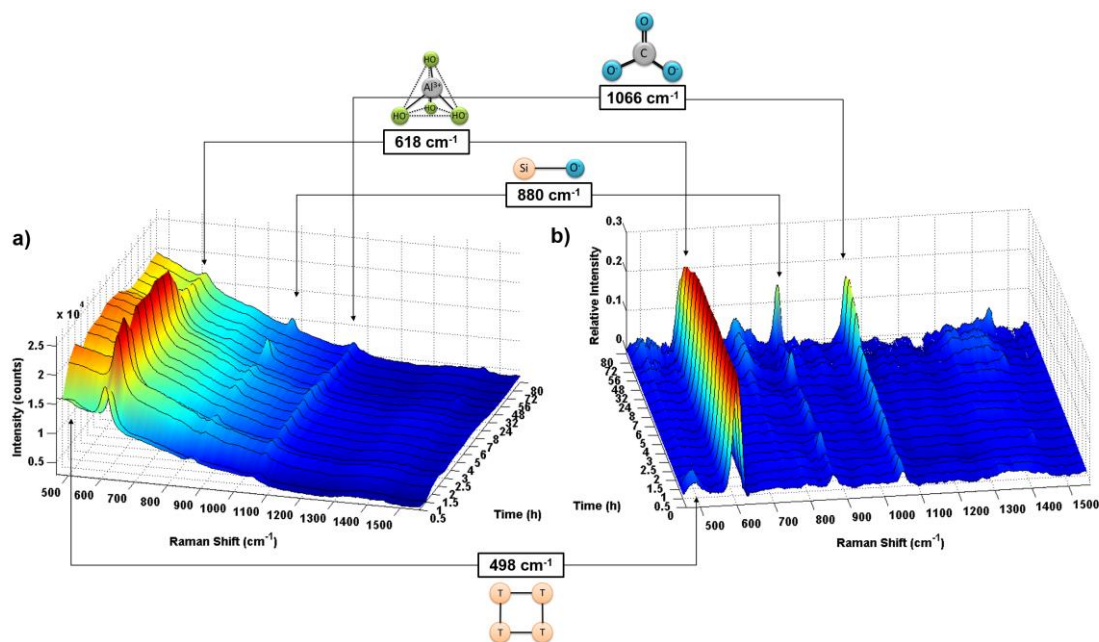 O
C
O⁻
O⁻
1066 cm⁻¹
HO
Al³⁺
HO
HO
HO
618 cm⁻¹
Si
O⁻
880 cm⁻¹
a)
x 10⁴
Intensity (counts)
2.5
2
1.5
1
0.5
500 600 700 800 900 1000 1100 1200 1300 1400 1500
Raman Shift (cm⁻¹)
80
72
56
48
32
24
8
7
6
5
4
3
2.5
2
1.5
1
0.5
Time (h)
b)
Relative Intensity
0.3
0.2
0.1
0
80
72
56
48
32
24
8
7
6
5
4
3
2.5
2
1.5
1
0.5
0
Time (h)
500 600 700 800 900 1000 1100 1200 1300 1400 1500
Raman Shift (cm⁻¹)
498 cm⁻¹
T T
T T